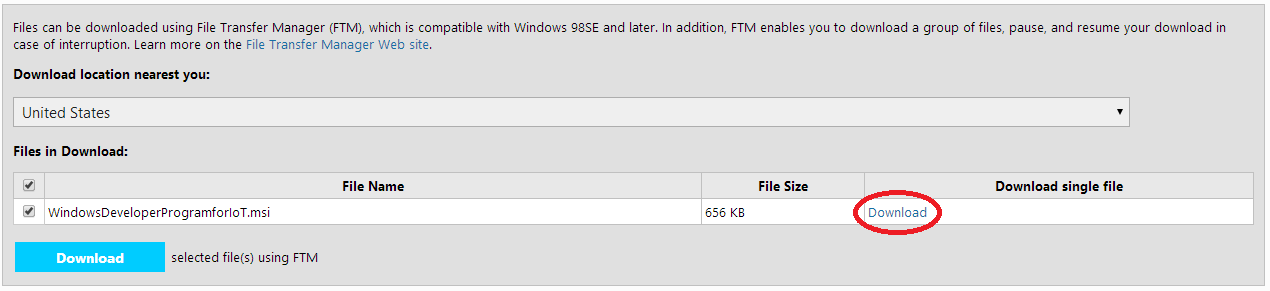 Files can be downloaded using File Transfer Manager (FTM), which is compatible with Windows 98SE and later. In addition, FTM enables you to download a group of files, pause, and resume your download in
case of interruption. Learn more on the File Transfer Manager Web site.
Download location nearest you:
United States
Files in Download:
File Name File Size Download single file
WindowsDeveloperProgramforIoT.msi 656 KB Download
Download selected file(s) using FTM